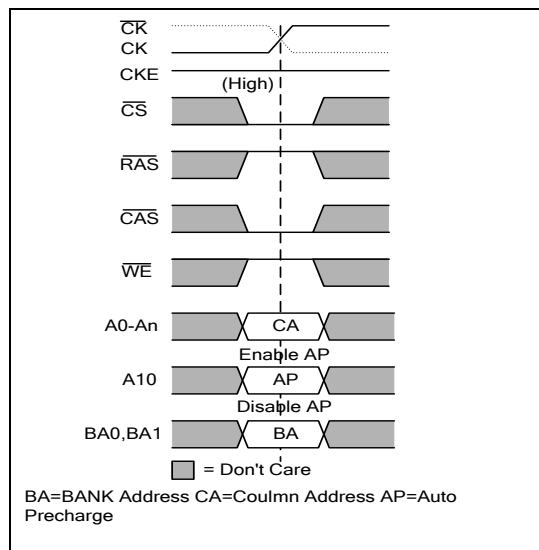 CK
CK
CKE
(High)
CS
RAS
CAS
WE
A0-An
CA
Enable AP
A10
AP
Disable AP
BA0,BA1
BA
= Don't Care
BA=BANK Address CA=Coulmn Address AP=Auto
Precharge